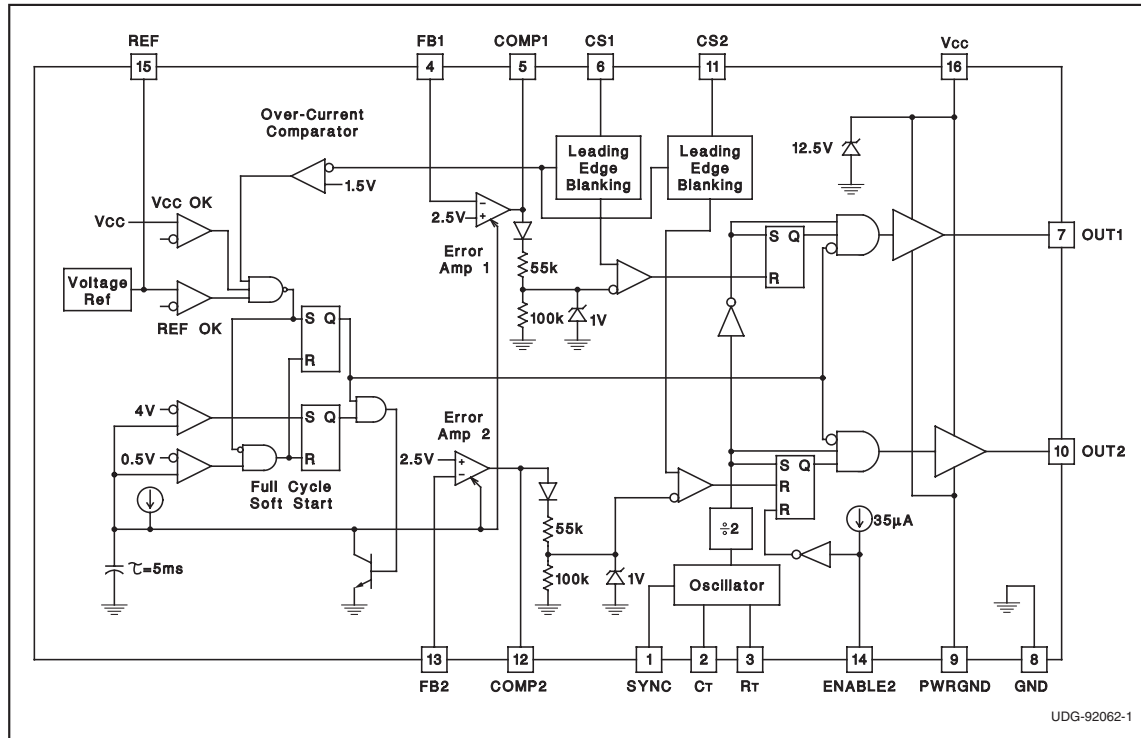 REF
FB1
COMP1
CS1
CS2
VCC
15
4
5
6
11
16
Over-Current
Comparator
1.5V
Leading
Edge
Blanking
Leading
Edge
Blanking
12.5V
VCC OK
VCC
2.5V
-
+
Error
Amp 1
S Q
R
7
OUT1
Voltage
Ref
REF OK
55k
100k
1V
S Q
R
4V
0.5V
S Q
R
Full Cycle
Soft Start
Error
Amp 2
2.5V
+
-
S Q
R
R
10
OUT2
÷2
35µA
τ=5ms
55k
100k
1V
Oscillator
13
12
1
2
3
14
9
8
FB2
COMP2
SYNC
CT
RT
ENABLE2
PWRGND
GND
UDG-92062-1